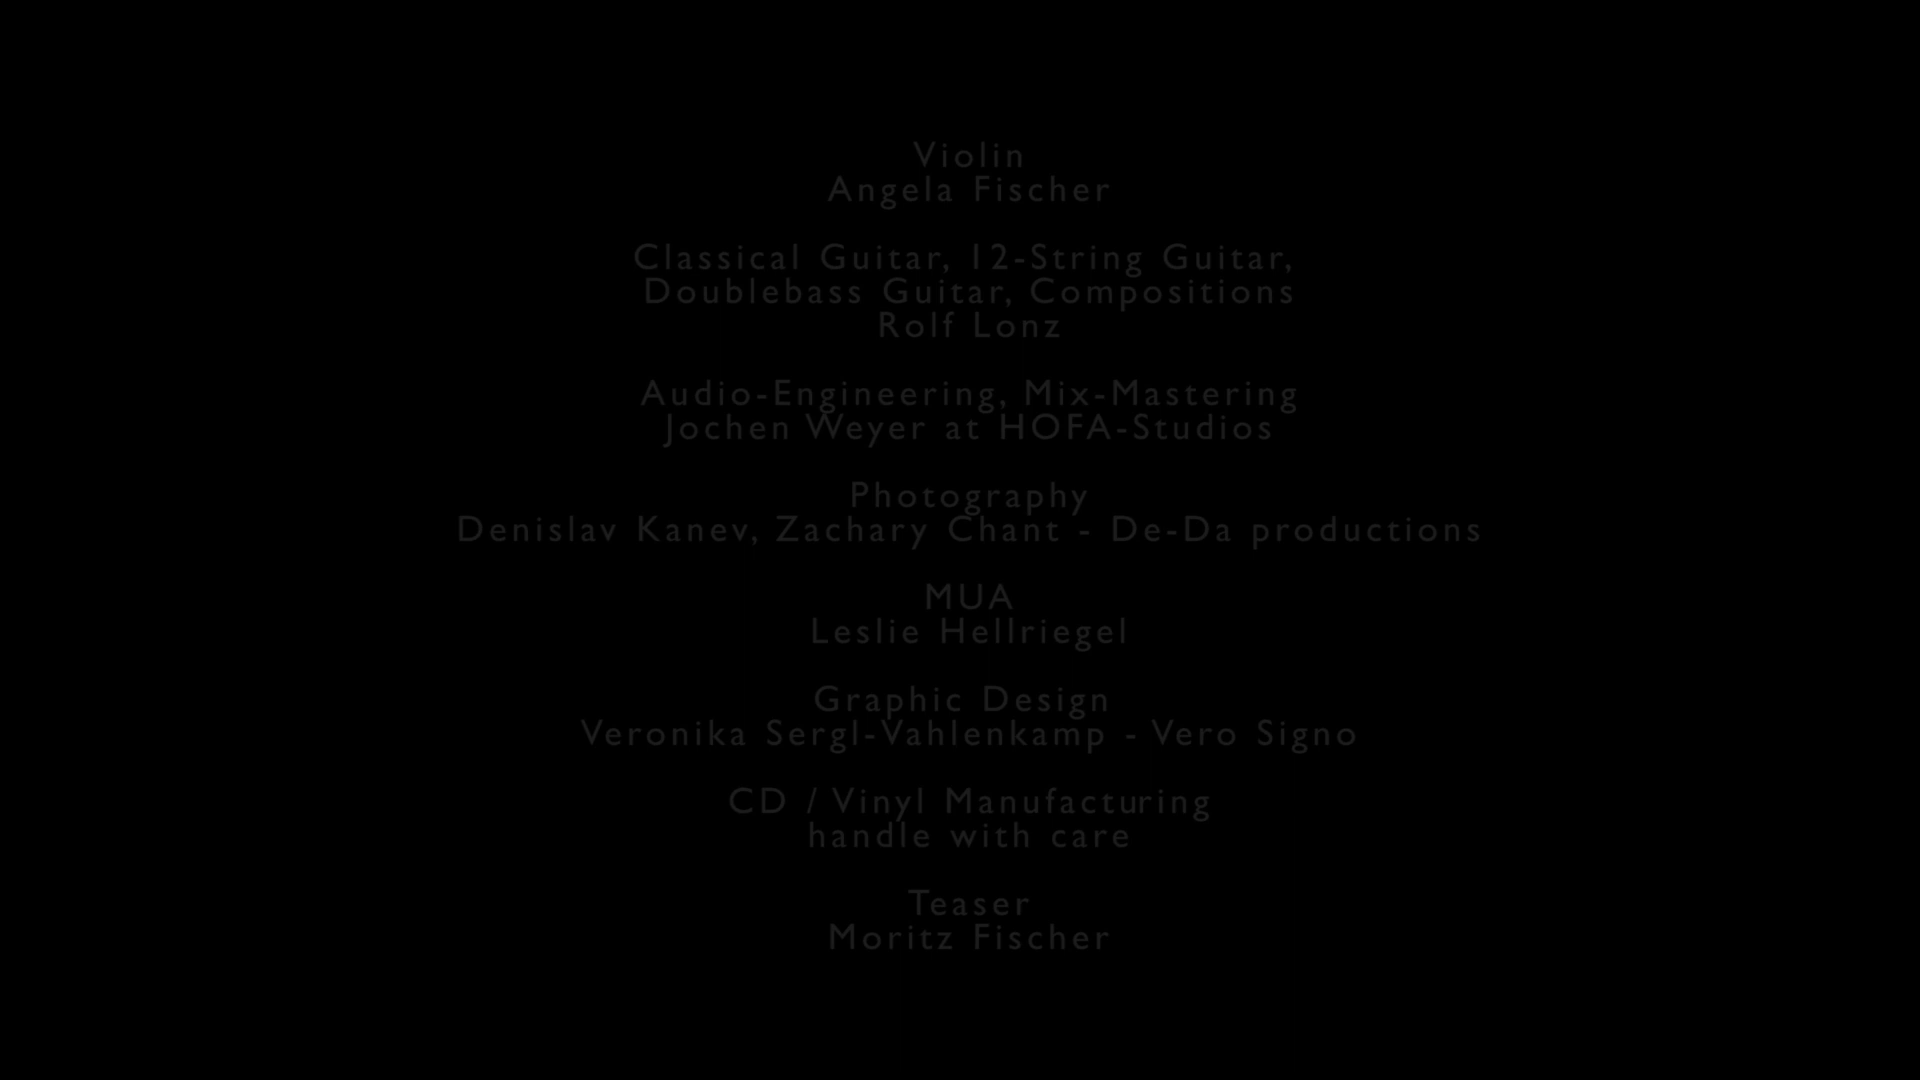 Violin
Angela Fischer
Classical Guitar, 12-String Guitar,
Doublebass Guitar, Compositions
Rolf Lonz
Audio-Engineering, Mix-Mastering
Jochen Weyer at HOFA-Studios
Photography
Denislav Kanev, Zachary Chant - De-Da productions
MUA
Leslie Hellriegel
Graphic Design
Veronika Sergl-Vahlenkamp - Vero Signo
CD / Vinyl Manufacturing
handle with care
Teaser
Moritz Fischer